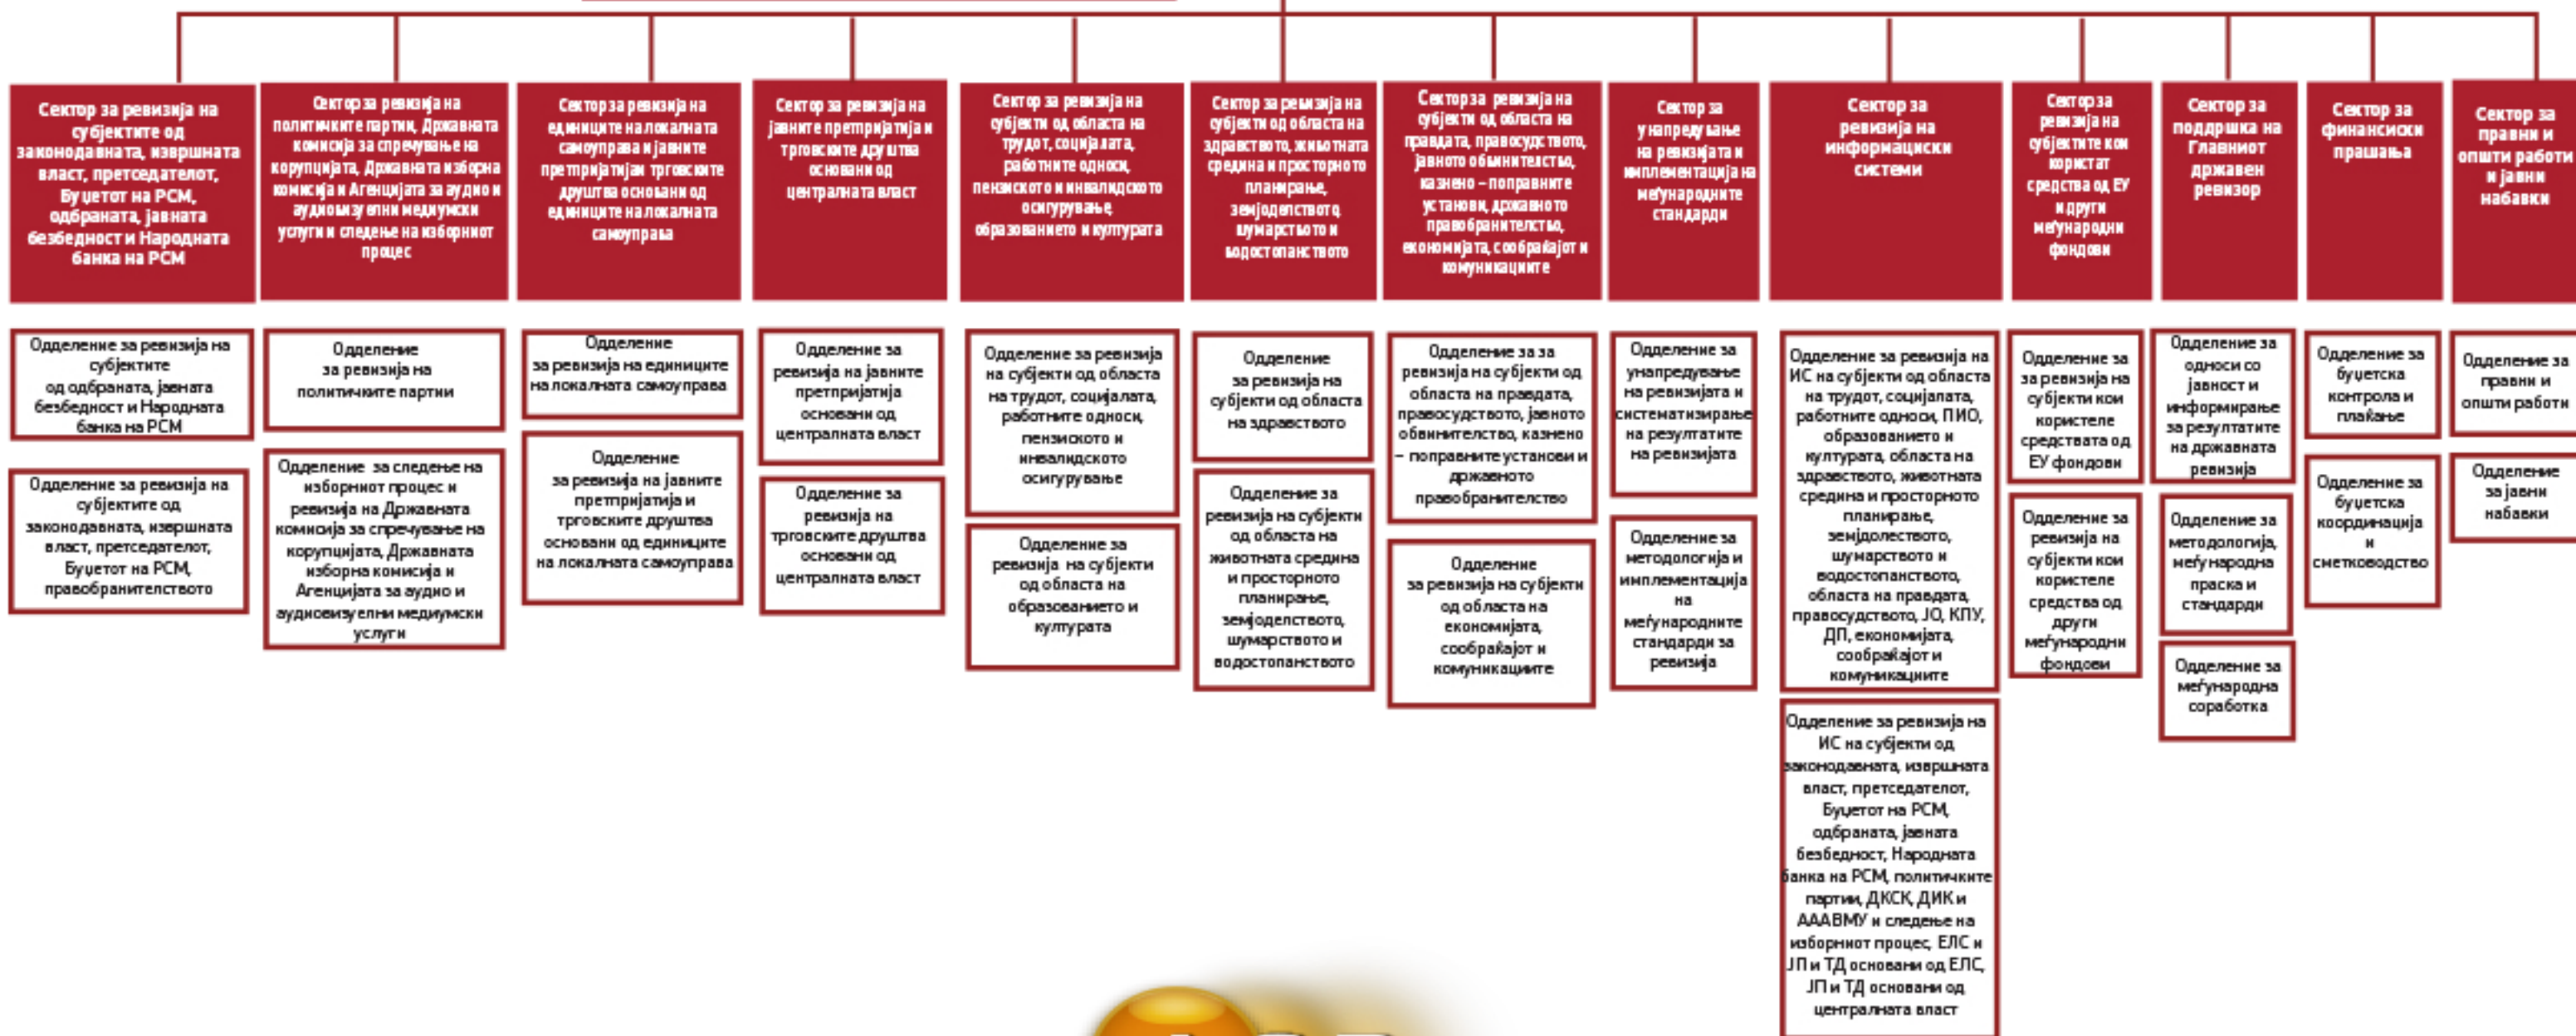 Сектор за ревизија на
субјектите од
законодавната, извршната
власт, претседателот,
Буџетот на РСМ,
одбраната, јавната
безбедност и Народната
банка на РСМ
Сектор за ревизија на
политичките партии, Државната
комисија за спречување на
корупцијата, Државната изборна
комисија и Агенцијата за аудио и
аудиовизуелни медиумски
услуги и следење на изборниот
процес
Сектор за ревизија на
единиците на локалната
самоуправа и јавните
претпријатија и трговските
друштва основани од
единиците на локалната
самоуправа
Сектор за ревизија на
јавните претпријатија и
трговските друштва
основани од
централната власт
Сектор за ревизија на
субјекти од областа на
трудот, социјалата,
работните односи,
пензиското и инвалидското
осигурување,
образованието и културата
Сектор за ревизија на
субјекти од областа на
здравството, животната
средина и просторното
планирање,
земјоделството,
шумарството и
водостопанството
Сектор за ревизија на
субјекти од областа на
правдата, правосудството,
јавното обвинителство,
казнено – поправните
установи, државното
правобранителство,
економијата, сообраќајот и
комуникациите
Сектор за
унапредување
на ревизијата и
имплементација на
меѓународните
стандарди
Сектор за
ревизија на
информациски
системи
Сектор за
ревизија на
субјектите кои
користат
средства од ЕУ
и други
меѓународни
фондови
Сектор за
поддршка на
Главниот
државен
ревизор
Сектор за
финансиски
прашања
Сектор за
правни и
општи работи
и јавни
набавки
Одделение за ревизија на
субјектите
од одбраната, јавната
безбедност и Народната
банка на РСМ
Одделение за ревизија на
субјектите од
законодавната, извршната
власт, претседателот,
Буџетот на РСМ,
правобранителството
Одделение
за ревизија на
политичките партии
Одделение за следење на
изборниот процес и
ревизија на Државната
комисија за спречување на
корупцијата, Државната
изборна комисија и
Агенцијата за аудио и
аудиовизуелни медиумски
услуги
Одделение
за ревизија на единиците
на локалната самоуправа
Одделение
за ревизија на јавните
претпријатија и
трговските друштва
основани од единиците
на локалната самоуправа
Одделение за
ревизија на јавните
претпријатија
основани од
централната власт
Одделение за
ревизија на
трговските друштва
основани од
централната власт
Одделение за ревизија
на субјекти од областа
на трудот, социјалата,
работните односи,
пензиското и
инвалидското
осигурување
Одделение за
ревизија на субјекти
од областа на
образованието и
културата
Одделение
за ревизија на
субјекти од областа
на здравството
Одделение за
ревизија на субјекти
од областа на
животната средина
и просторното
планирање,
земјоделството,
шумарството и
водостопанството
Одделение за за
ревизија на субјекти од
областа на правдата,
правосудството, јавното
обвинителство, казнено
– поправните установи и
државното
правобранителство
Одделение
за ревизија на субјекти
од областа на
економијата,
сообраќајот и
комуникациите
Одделение за
унапредување
на ревизијата и
систематизирање
на резултатите
на ревизијата
Одделение за
методологија и
имплементација
на
меѓународните
стандарди за
ревизија
Одделение за ревизија на
ИС на субјекти од областа
на трудот, социјалата,
работните односи, ПИО,
образованието и
културата, областа на
здравството, животната
средина и просторното
планирање,
земјдолеството,
шумарството и
водостопанството,
областа на правдата,
правосудството, ЈО, КПУ,
ДП, економијата,
сообраќајот и
комуникациите
Одделение за ревизија на
ИС на субјекти од
законодавната, извршната
власт, претседателот,
Буџетот на РСМ,
одбраната, јавната
безбедност, Народната
банка на РСМ, политичките
партии, ДКСК, ДИК и
АААВМУ и следење на
изборниот процес, ЕЛС и
ЈП и ТД основани од ЕЛС,
ЈП и ТД основани од
централната власт
Одделение
за ревизија на
субјекти кои
користеле
средствата од
ЕУ фондови
Одделение за
ревизија на
субјекти кои
користеле
средства од
други
меѓународни
фондови
Одделение за
односи со
јавност и
информирање
за резултатите
на државната
ревизија
Одделение за
методологија,
меѓународна
праска и
стандарди
Одделение за
меѓународна
соработка
Одделение за
буџетска
контрола и
плаќање
Одделение за
буџетска
координација
и
сметководство
Одделение за
правни и
општи работи
Одделение
за јавни
набавки